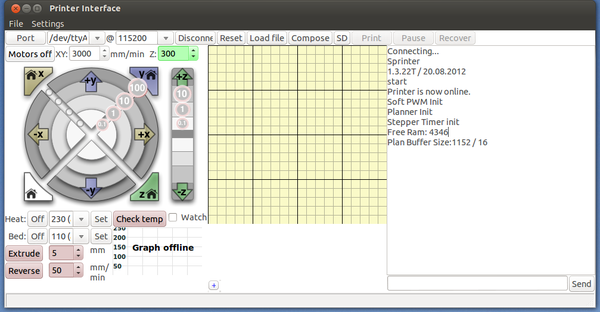 Printer Interface
File Settings
Port /dev/ttyA @ 115200 Disconne Reset Load file Compose SD Print Pause Recover
Motors off XY: 3000 mm/min Z: 300
x +y y +z
100
10 10
1 1
0.1 0.1
-x +x
-y z -z
Heat: Off 230 ( Set Check temp Watch
Bed: Off 110 ( Set
Extrude 5 mm
Reverse 50 mm/
min
250
200
150
100
50
Graph offline
+
Connecting...
Sprinter
1.3.22T / 20.08.2012
start
Printer is now online.
Soft PWM Init
Planner Init
Stepper Timer init
Free Ram: 4346
Plan Buffer Size:1152 / 16
Send